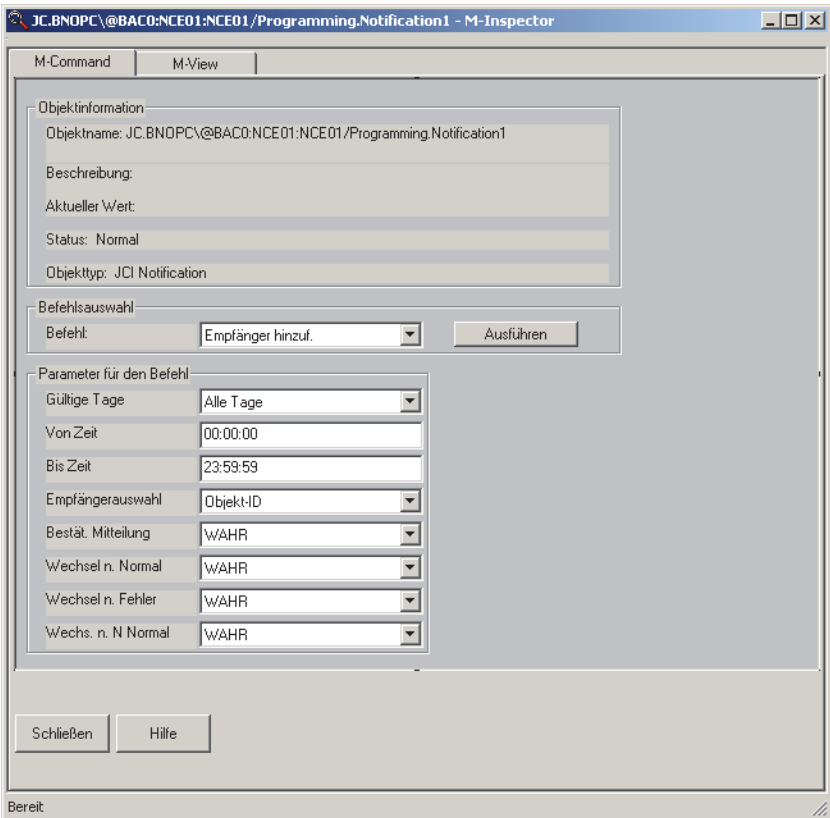 JC.BNOPC\@BAC0:NCE01:NCE01/Programming.Notification1 - M-Inspector
M-Command M-View
Objektinformation
Objektname: JC.BNOPC\@BAC0:NCE01:NCE01/Programming.Notification1
Beschreibung:
Aktueller Wert:
Status: Normal
Objekttyp: JCI Notification
Befehlsauswahl
Befehl: Empfänger hinzuf. Ausführen
Parameter für den Befehl
Gültige Tage Alle Tage
Von Zeit 00:00:00
Bis Zeit 23:59:59
Empfängerauswahl Objekt-ID
Bestät. Mitteilung WAHR
Wechsel n. Normal WAHR
Wechsel n. Fehler WAHR
Wechs. n. N Normal WAHR
Schließen Hilfe
Bereit